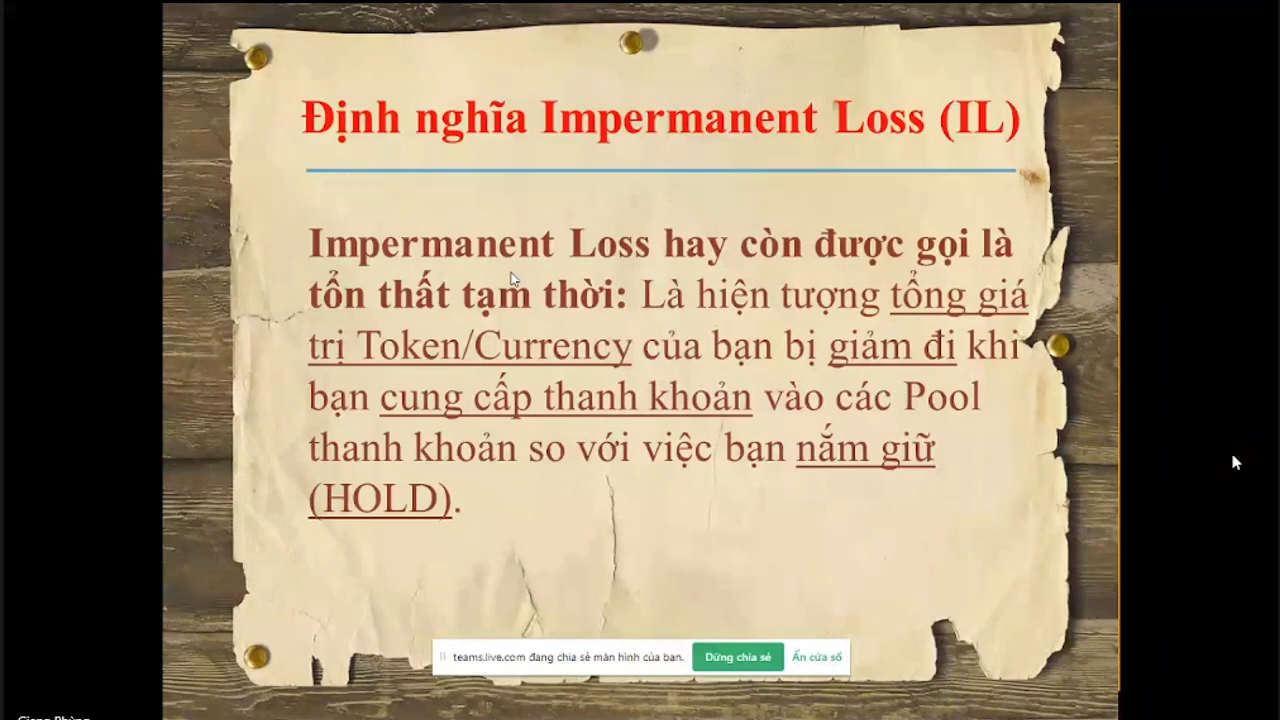 Định nghĩa Impermanent Loss (IL)
Impermanent Loss hay còn được gọi là
tổn thất tạm thời: Là hiện tượng tổng giá
trị Token/Currency của bạn bị giảm đi khi
bạn cung cấp thanh khoản vào các Pool
thanh khoản so với việc bạn nắm giữ
(HOLD).
teams.live.com đang chia sẻ màn hình của bạn. Dừng chia sẻ Ẩn cửa sổ